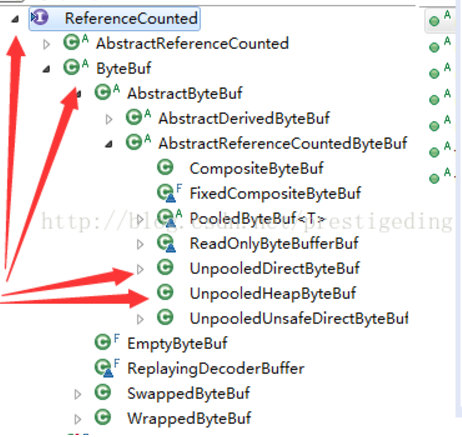 ReferenceCounted
AbstractReferenceCounted
ByteBuf
AbstractByteBuf
AbstractDerivedByteBuf
AbstractReferenceCountedByteBuf
CompositeByteBuf
FixedCompositeByteBuf
http://blog.csdn.net/prestigeding
PooledByteBuf<T>
ReadOnlyByteBufferBuf
UnpooledDirectByteBuf
UnpooledHeapByteBuf
UnpooledUnsafeDirectByteBuf
EmptyByteBuf
ReplayingDecoderBuffer
SwappedByteBuf
WrappedByteBuf